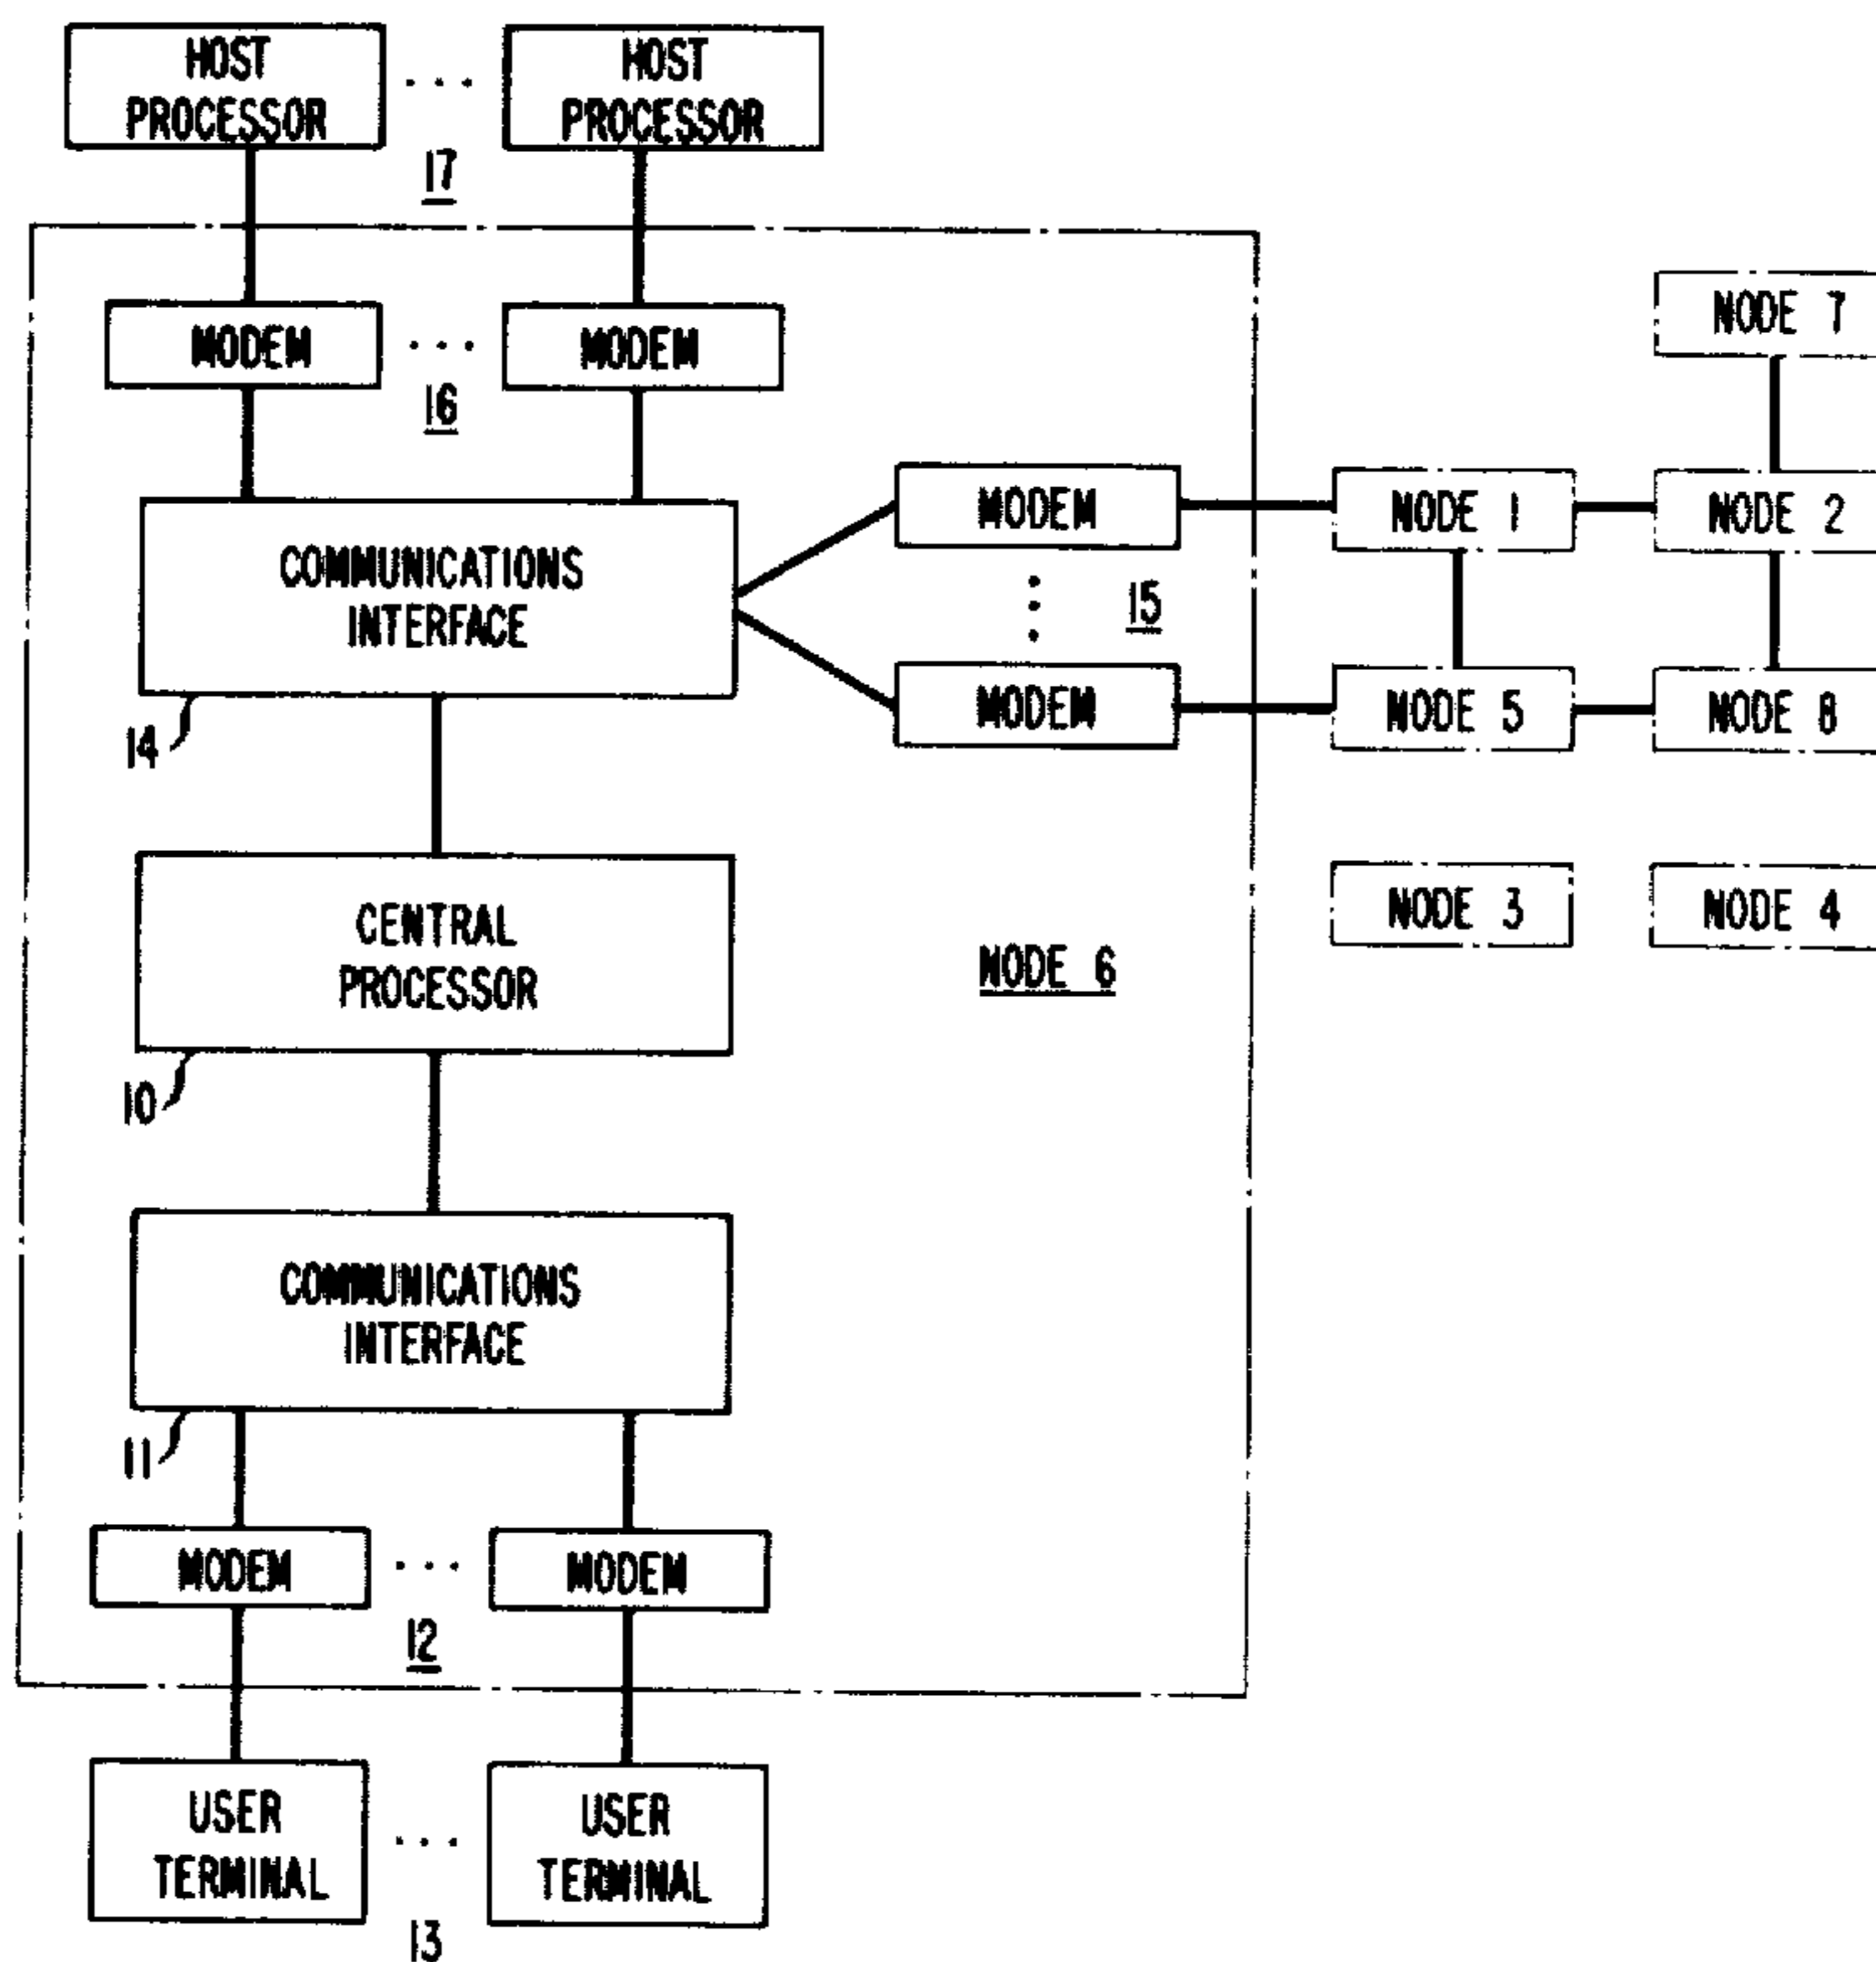 HOST
PROCESSOR
...
HOST
PROCESSOR
17
MODEM
...
MODEM
16
NODE 7
COMMUNICATIONS
INTERFACE
14
MODEM
15
MODEM
NODE 1
NODE 2
NODE 5
NODE 8
CENTRAL
PROCESSOR
10
NODE 6
NODE 3
NODE 4
COMMUNICATIONS
INTERFACE
11
MODEM
...
MODEM
12
USER
TERMINAL
...
USER
TERMINAL
13